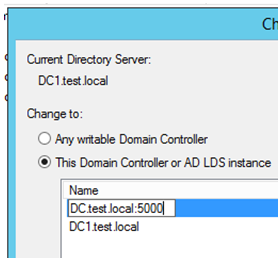 Ch
Current Directory Server:
DC1.test.local
Change to:
Any writable Domain Controller
This Domain Controller or AD LDS instance
Name
DC.test.local:5000
DC1.test.local